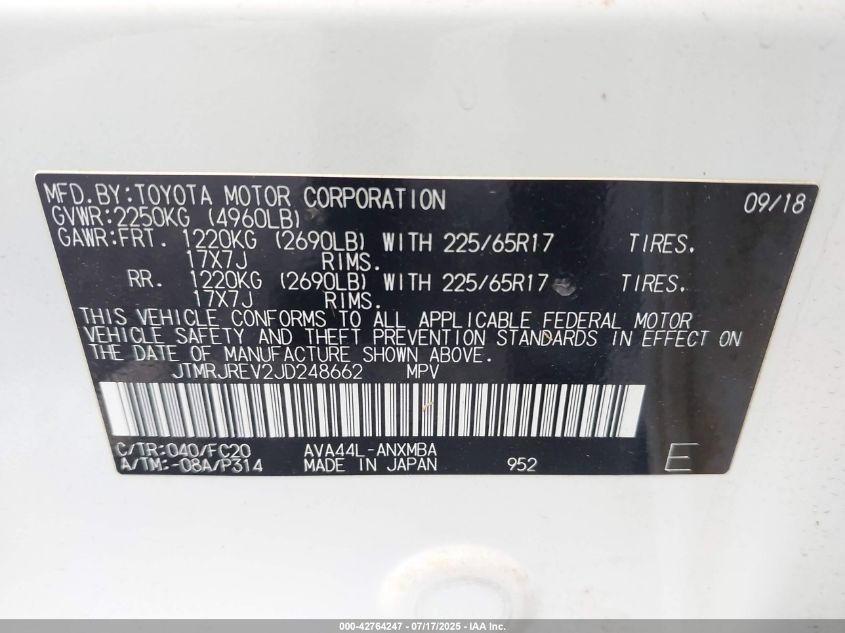 MFD.BY:TOYOTA MOTOR CORPORATION 09/18
GVWR:2250KG (4960LB)
GAWR:FRT. 1220KG (2690LB) WITH 225/65R17 TIRES.
17X7J RIMS.
RR. 1220KG (2690LB) WITH 225/65R17 TIRES.
17X7J RIMS.
THIS VEHICLE CONFORMS TO ALL APPLICABLE FEDERAL MOTOR
VEHICLE SAFETY AND THEFT PREVENTION STANDARDS IN EFFECT ON
THE DATE OF MANUFACTURE SHOWN ABOVE.
JTMRJREV2JD248662 MPV
C/TR:040/FC20 AVA44L-ANXMBA
A/TM:-08A/P314 MADE IN JAPAN 952 E
000-42764247 - 07/17/2025 - IAA Inc.